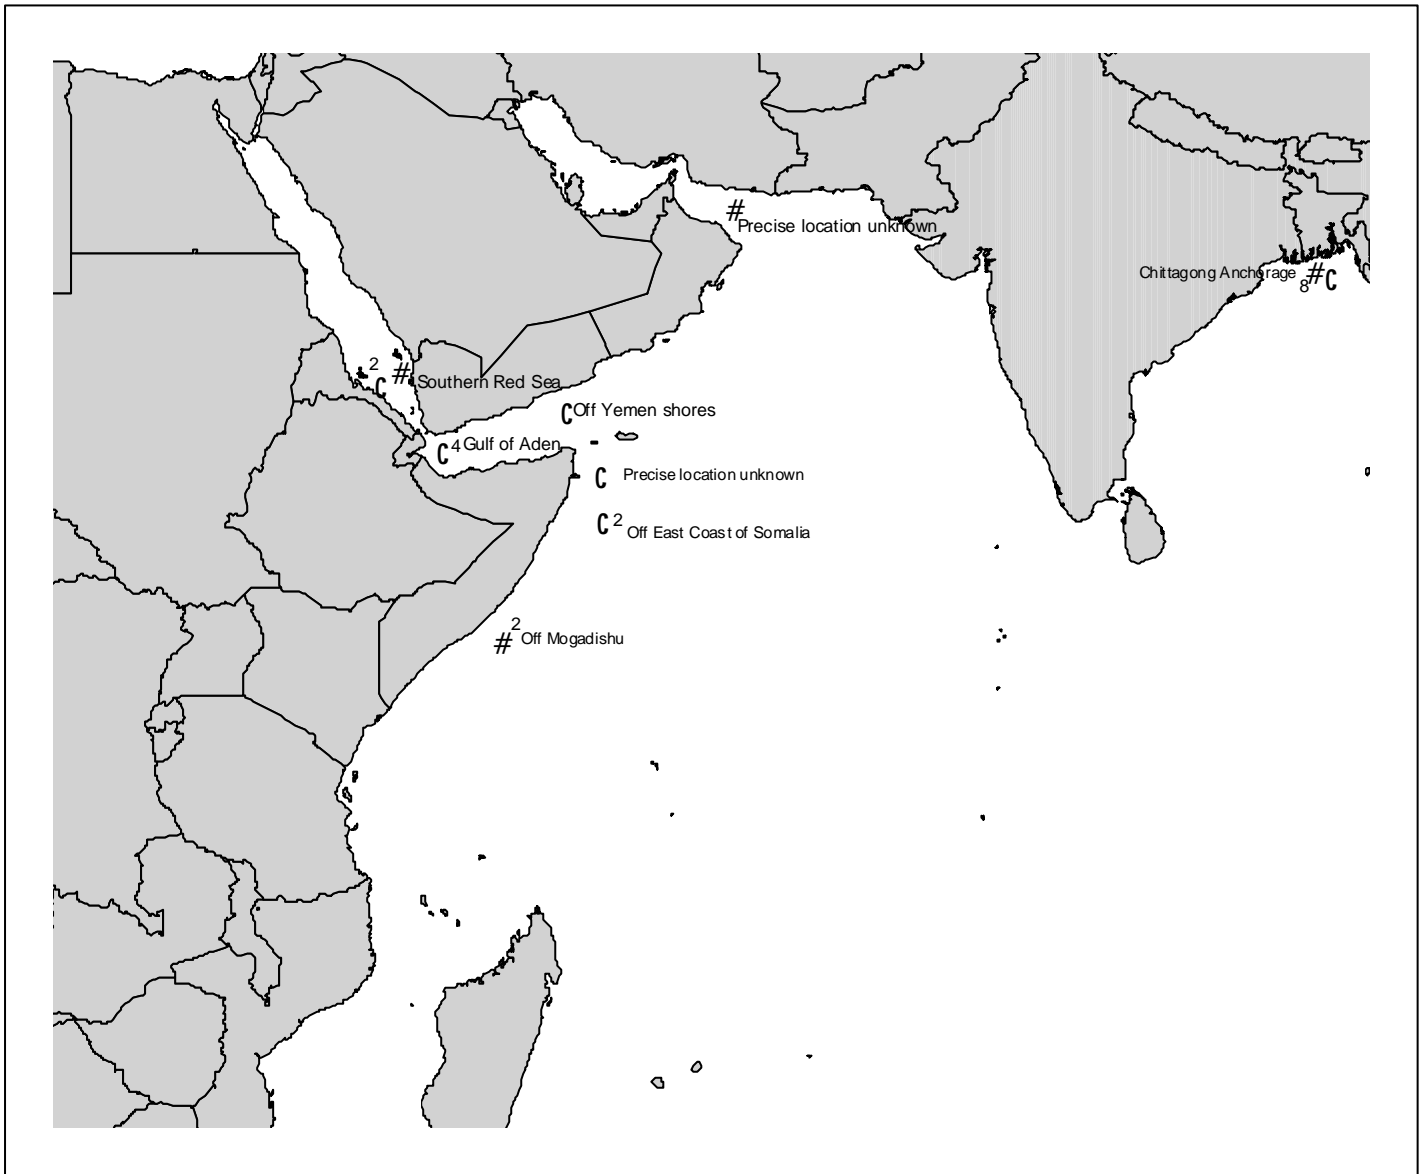 #
Precise location unknown
Chittagong Anchorage 8 # C
2
C # Southern Red Sea
C Off Yemen shores
C 4 Gulf of Aden
C Precise location unknown
C 2 Off East Coast of Somalia
# 2 Off Mogadishu